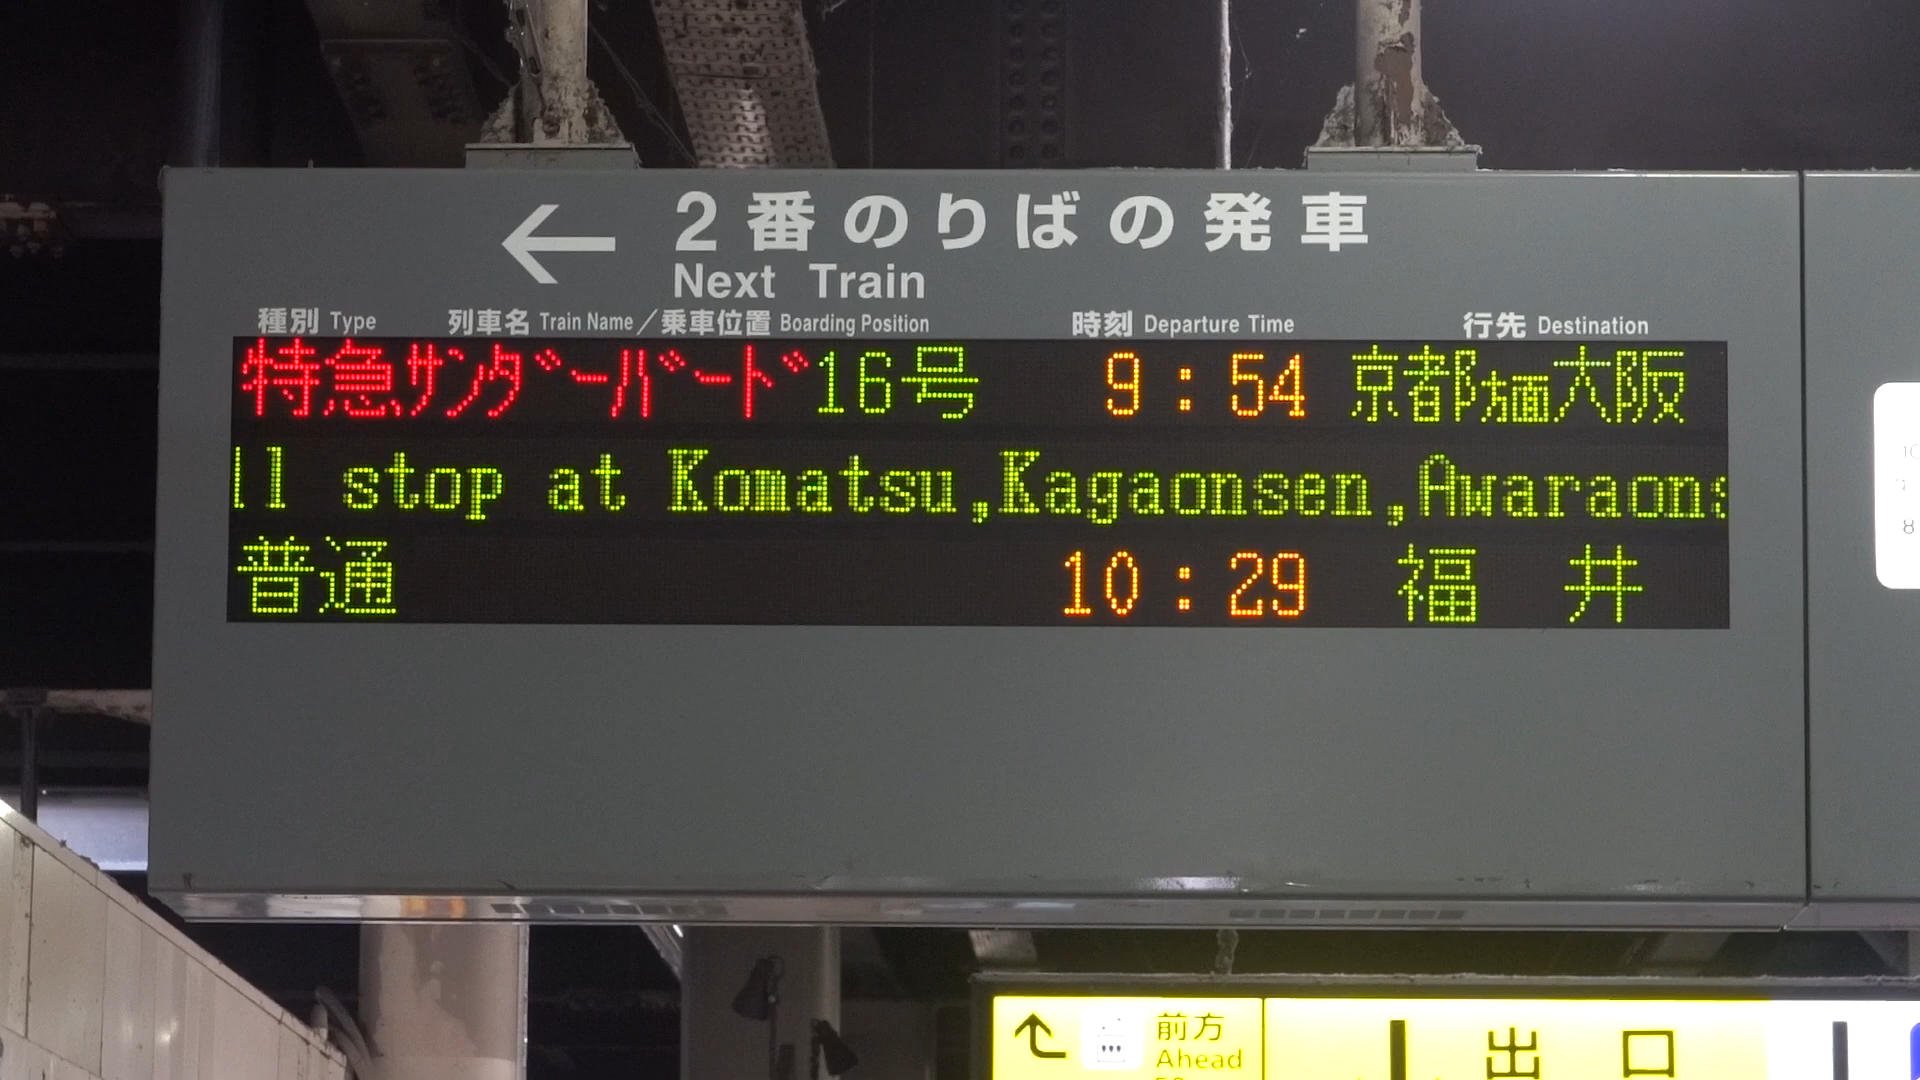 2番のりばの発車
Next Train
種別 Type 列車名 Train Name／乗車位置 Boarding Position 時刻 Departure Time 行先 Destination
特急ｻﾝﾀﾞｰﾊﾞｰﾄﾞ16号 9:54 京都方面大阪
ll stop at Komatsu,Kagaonsen,Awaraons
普通 10:29 福井
前方
Ahead
出口